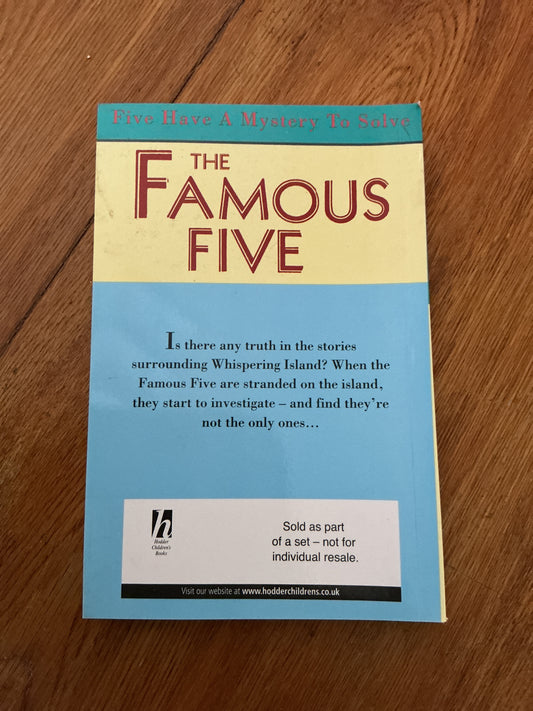 Five Have A Mystery To Solve
THE
FAMOUS
FIVE
Is there any truth in the stories
surrounding Whispering Island? When the
Famous Five are stranded on the island,
they start to investigate – and find they're
not the only ones…
h
Hodder
Children's
Books
Sold as part
of a set – not for
individual resale.
Visit our website at www.hodderchildrens.co.uk